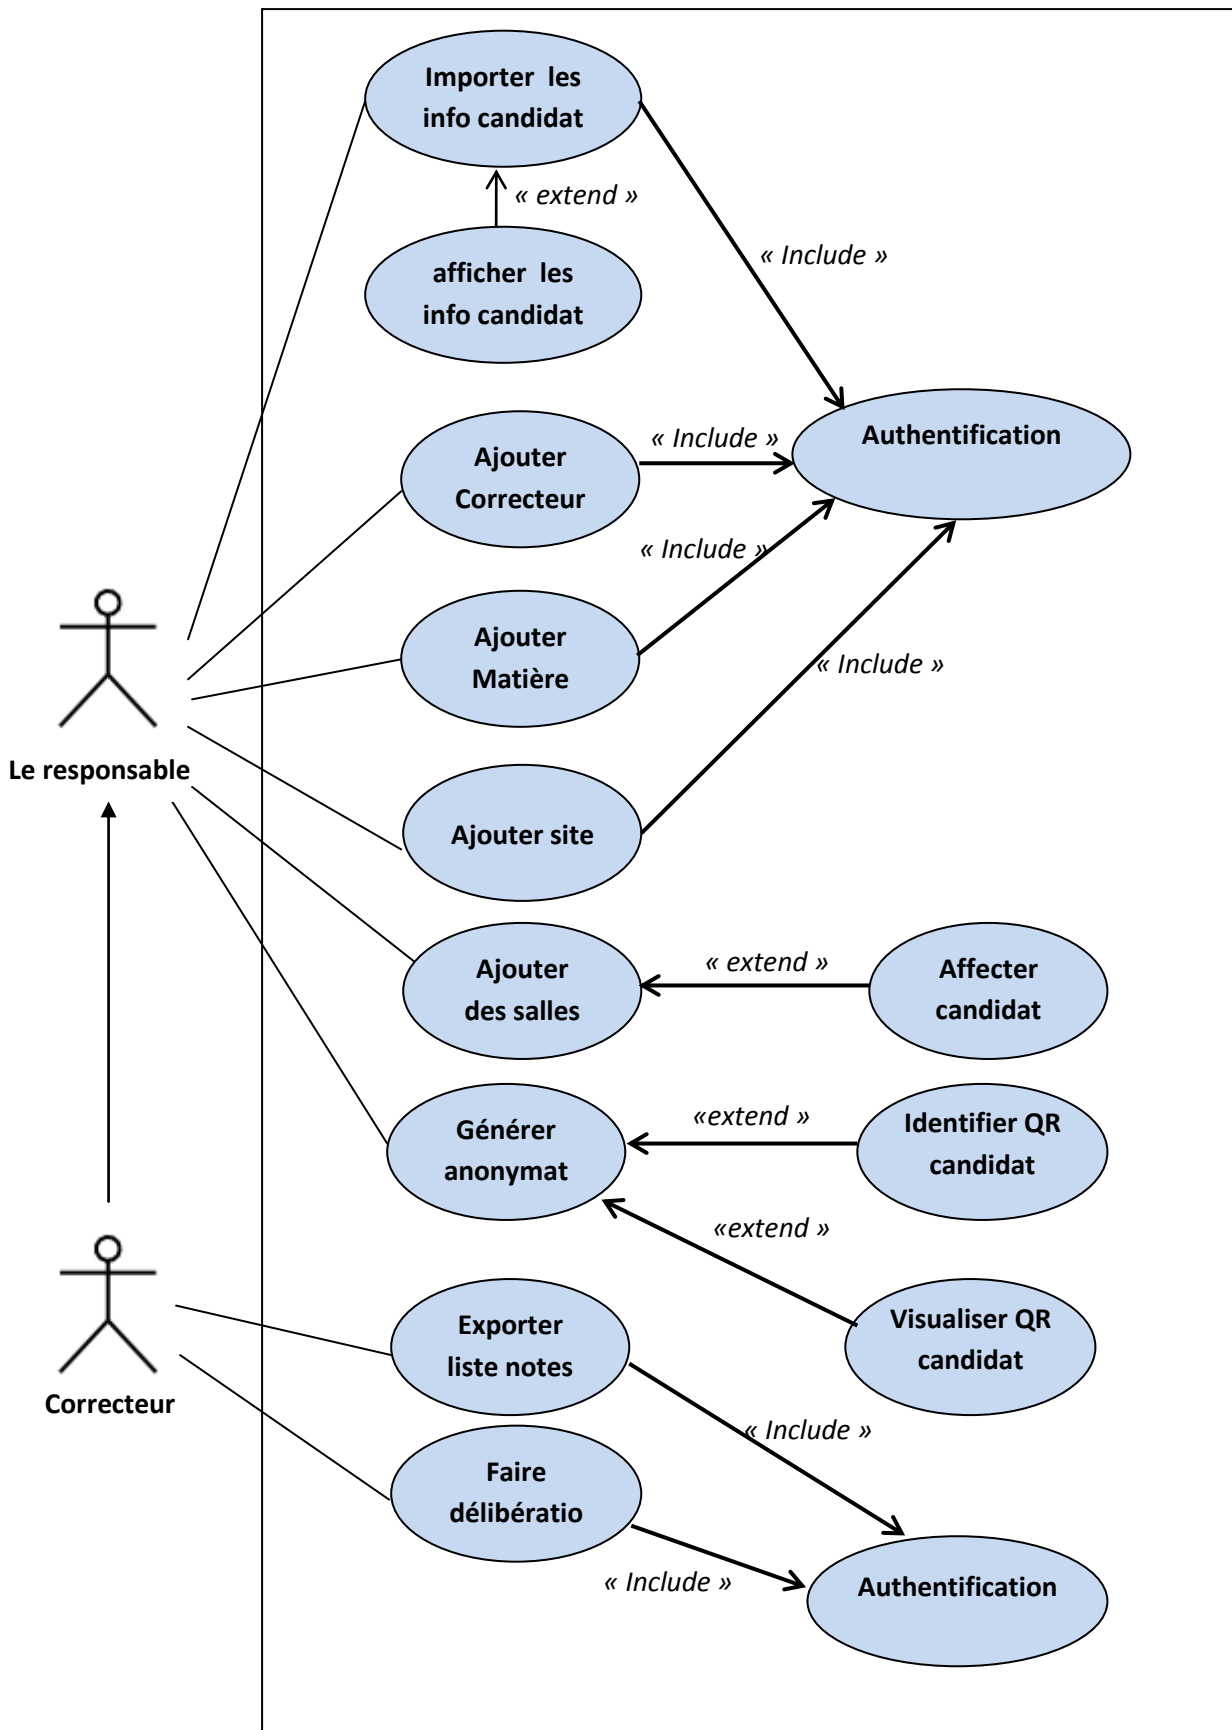 Importer les
info candidat
« extend »
afficher les
info candidat
« Include »
Authentification
« Include »
Ajouter
Correcteur
« Include »
Ajouter
Matière
« Include »
Le responsable
Ajouter site
Ajouter
des salles
« extend »
Affecter
candidat
Générer
anonymat
«extend »
Identifier QR
candidat
«extend »
Visualiser QR
candidat
Exporter
liste notes
Correcteur
« Include »
Faire
délibératio
« Include »
Authentification